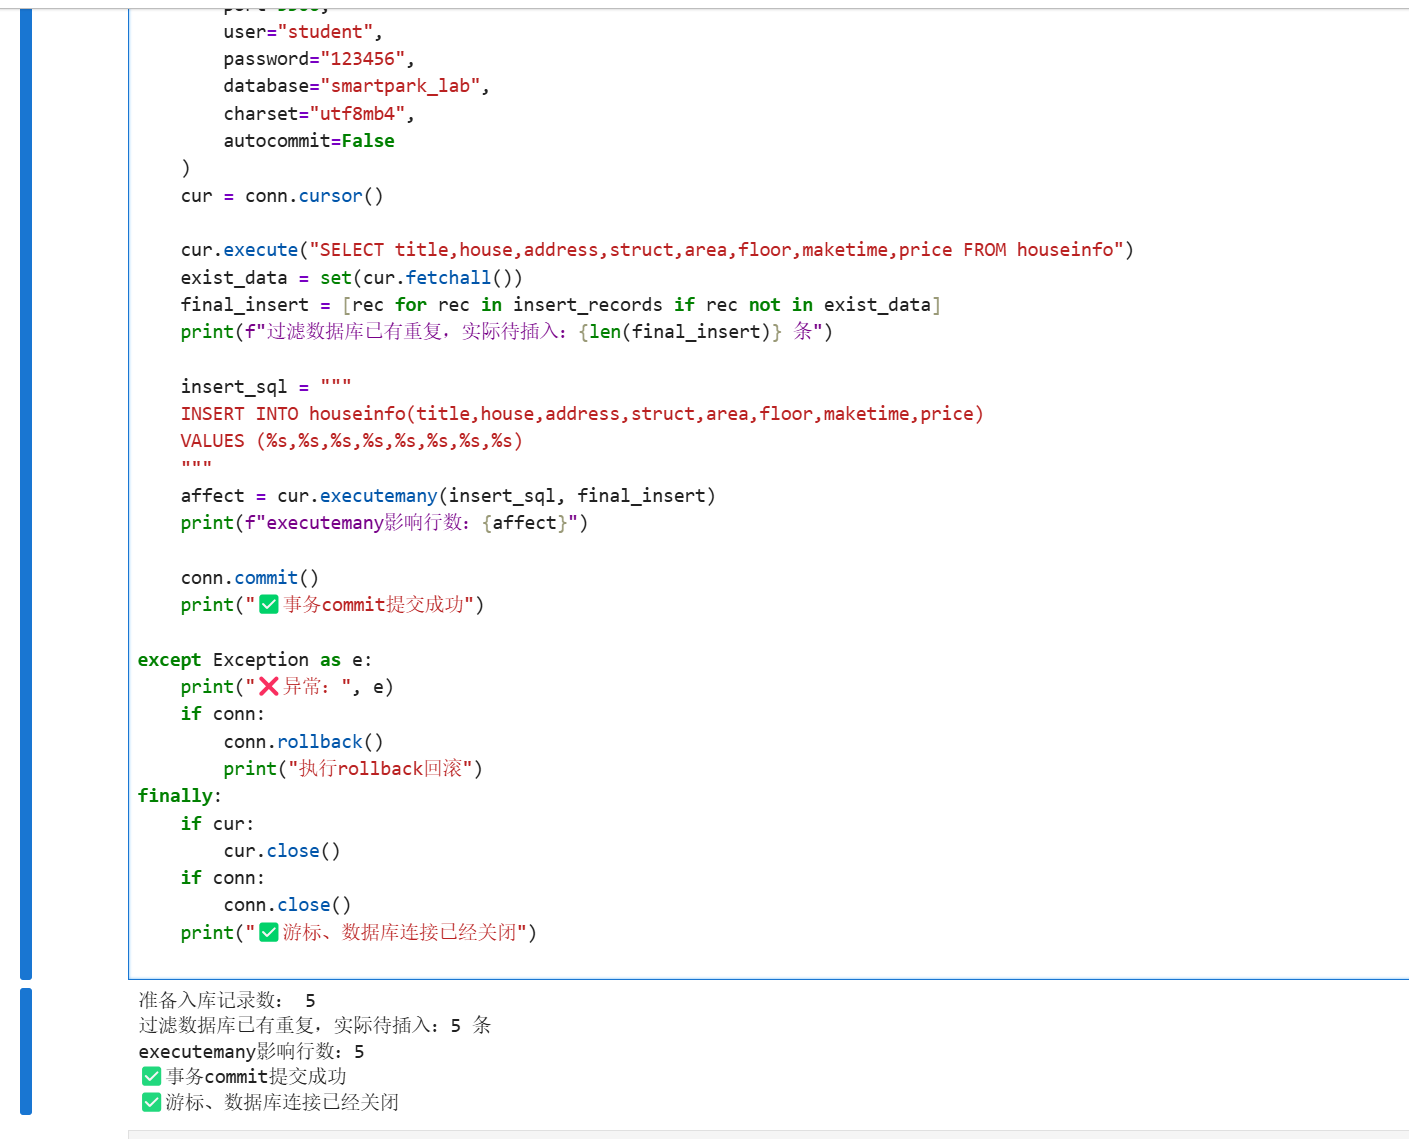 user="student",
password="123456",
database="smartpark_lab",
charset="utf8mb4",
autocommit=False
)
cur = conn.cursor()
cur.execute("SELECT title,house,address,struct,area,floor,maketime,price FROM houseinfo")
exist_data = set(cur.fetchall())
final_insert = [rec for rec in insert_records if rec not in exist_data]
print(f"过滤数据库已有重复，实际待插入：{len(final_insert)} 条")
insert_sql = """
INSERT INTO houseinfo(title,house,address,struct,area,floor,maketime,price)
VALUES (%s,%s,%s,%s,%s,%s,%s,%s)
"""
affect = cur.executemany(insert_sql, final_insert)
print(f"executemany影响行数：{affect}")
conn.commit()
print("✅事务commit提交成功")
except Exception as e:
print("❌异常：", e)
if conn:
conn.rollback()
print("执行rollback回滚")
finally:
if cur:
cur.close()
if conn:
conn.close()
print("✅游标、数据库连接已经关闭")
准备入库记录数： 5
过滤数据库已有重复，实际待插入：5 条
executemany影响行数：5
✅事务commit提交成功
✅游标、数据库连接已经关闭